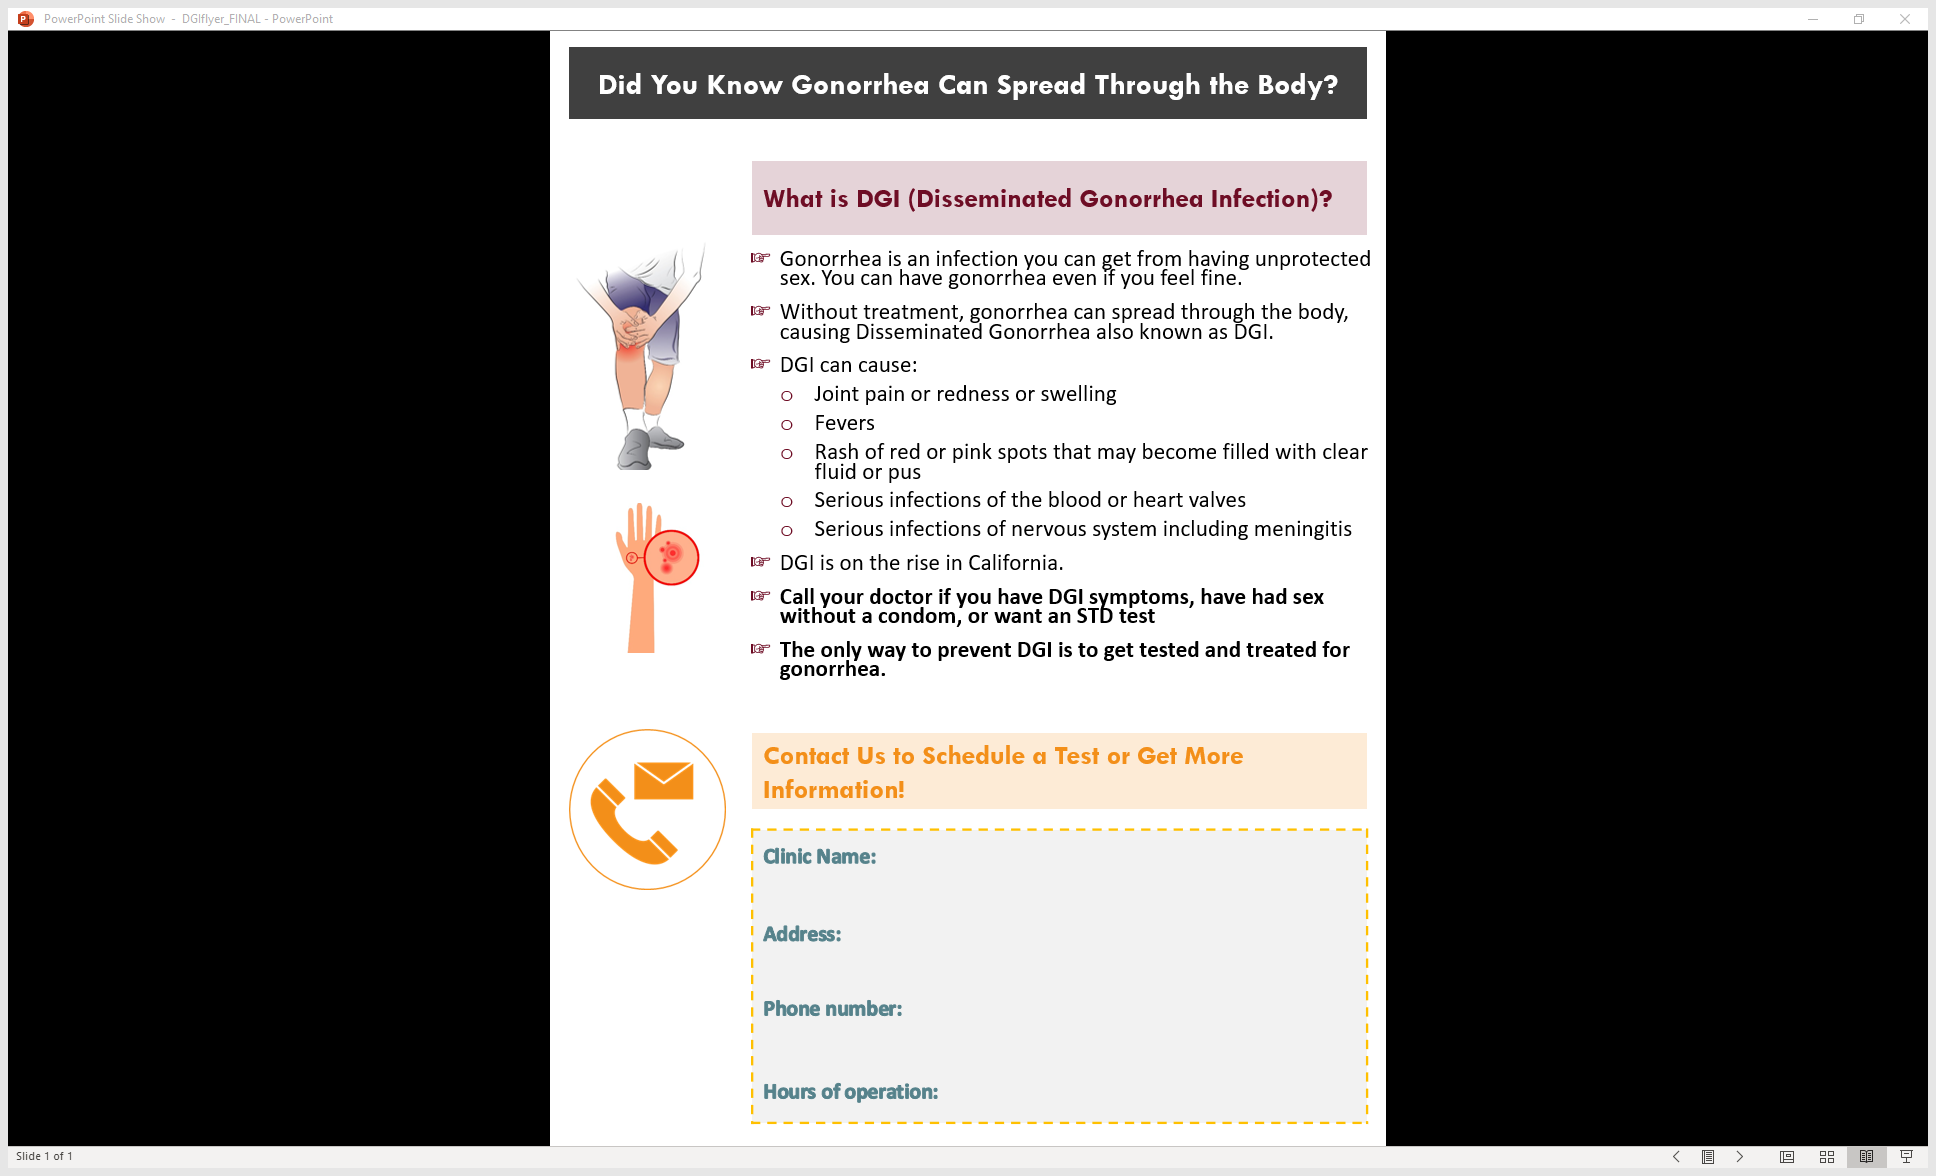 PowerPoint Slide Show - DGIflyer_FINAL - PowerPoint
Did You Know Gonorrhea Can Spread Through the Body?
What is DGI (Disseminated Gonorrhea Infection)?
Gonorrhea is an infection you can get from having unprotected
sex. You can have gonorrhea even if you feel fine.
Without treatment, gonorrhea can spread through the body,
causing Disseminated Gonorrhea also known as DGI.
DGI can cause:
Joint pain or redness or swelling
Fevers
Rash of red or pink spots that may become filled with clear
fluid or pus
Serious infections of the blood or heart valves
Serious infections of nervous system including meningitis
DGI is on the rise in California.
Call your doctor if you have DGI symptoms, have had sex
without a condom, or want an STD test
The only way to prevent DGI is to get tested and treated for
gonorrhea.
Contact Us to Schedule a Test or Get More
Information!
Clinic Name:
Address:
Phone number:
Hours of operation:
Slide 1 of 1